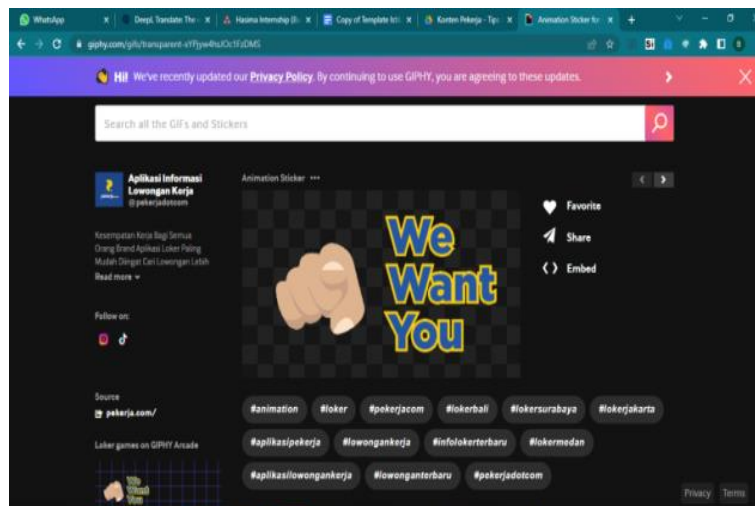 WhatsApp
DeepL Translate The
Hasima Internship
Copy of Template
Konten Pekerja - Tips
Animation Sticker for
giphy.com/gifs/transparent-
Hi! We've recently updated our Privacy Policy. By continuing to use GIPHY, you are agreeing to these updates.
Search all the GIFs and Stickers
Aplikasi Informasi
Lowongan Kerja
@pekerjadotcom
Kesempatan Kerja Bagi Semua
Orang Brand Aplikasi Loker Paling
Mudah Diingat Cari Lowongan Lebih
Read more
Follow on:
Source
pekerja.com/
Loker games on GIPHY Arcade
We
Want
You
Animation Sticker •••
We
Want
You
Favorite
Share
Embed
#animation #loker #pekerjacom #lokerbali #lokersurabaya #lokerjakarta
#aplikasipekerja #lowongankerja #infolokerterbaru #lokermedan
#aplikasilowongankerja #lowonganterbaru #pekerjadotcom
Privacy Terms